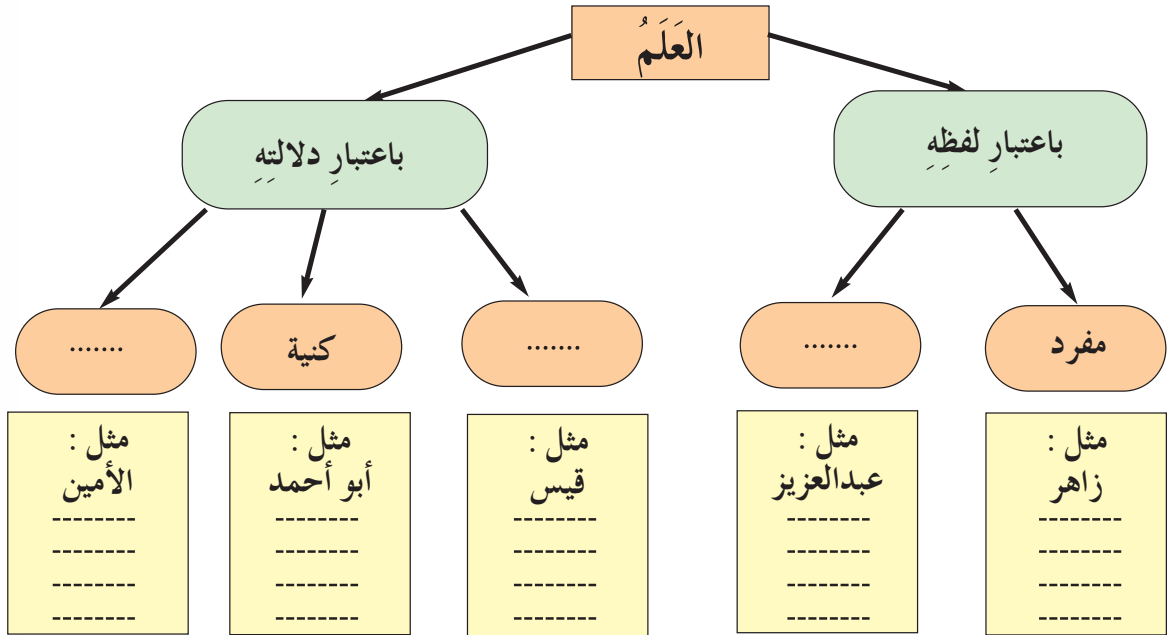 العَلَمُ
باعتبارِ لفظِهِ
باعتبارِ دلالتِهِ
مفرد
.......
.......
كنية
.......
مثل :
زاهر
--------
--------
--------
--------
مثل :
عبدالعزيز
--------
--------
--------
--------
مثل :
قيس
--------
--------
--------
--------
مثل :
أبو أحمد
--------
--------
--------
--------
مثل :
الأمين
--------
--------
--------
--------